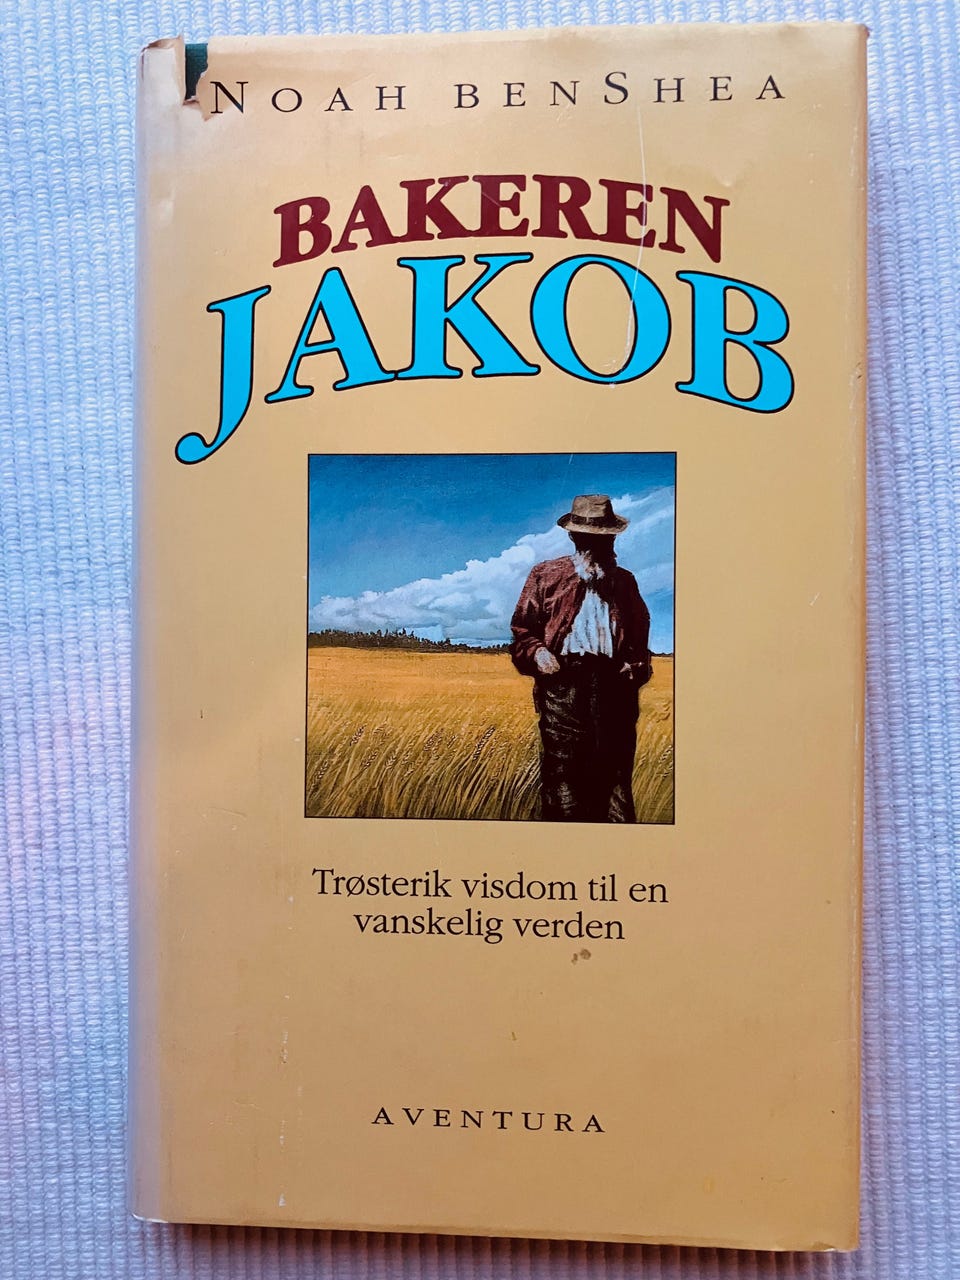 NOAH BENSHEA
BAKEREN
JAKOB
Trøsterik visdom til en
vanskelig verden
AVENTURA